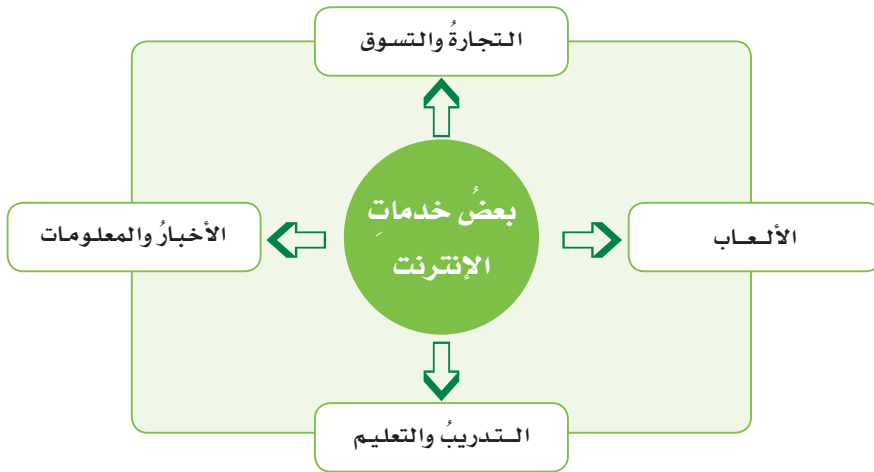 التجارةُ والتسوق
بعضُ خدماتِ
الإنترنت
الألعاب
الأخبارُ والمعلومات
التدريبُ والتعليم